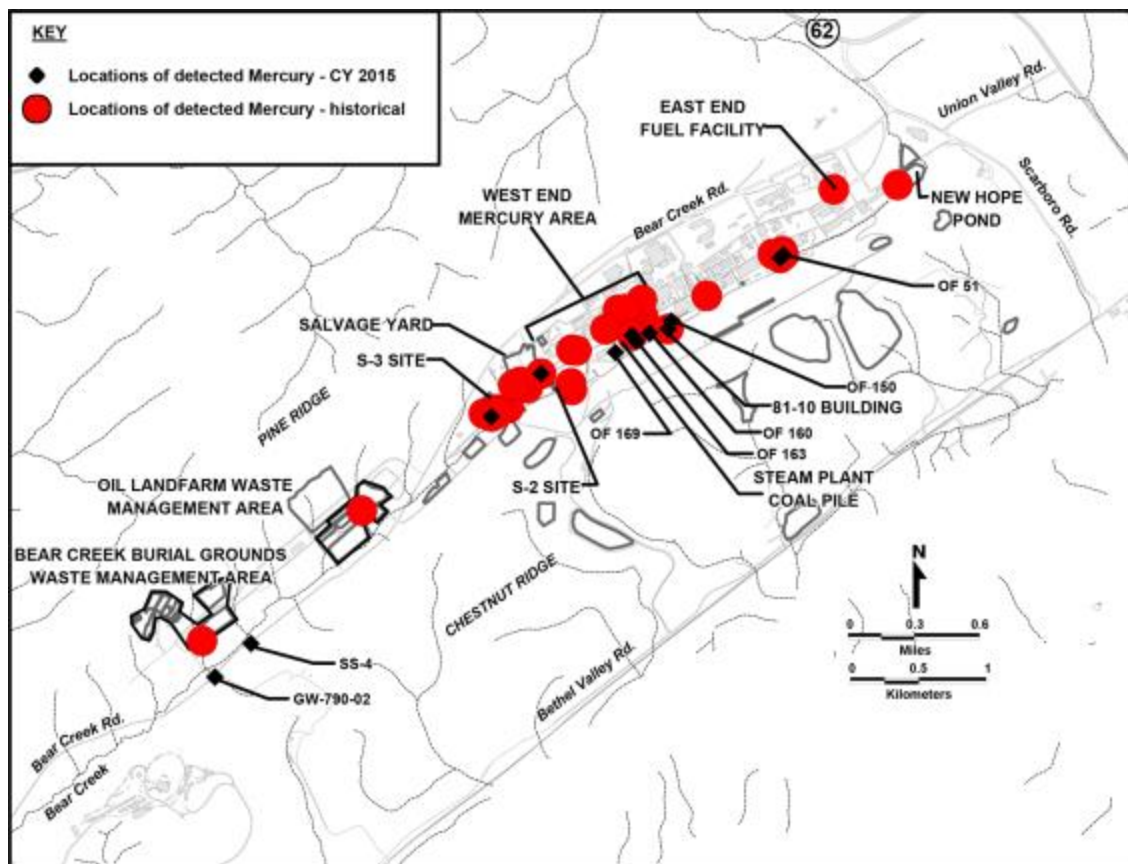 KEY
Locations of detected Mercury - CY 2015
Locations of detected Mercury - historical
62
Union Valley Rd.
EAST END
FUEL FACILITY
Scarboro Rd.
WEST END
MERCURY AREA
Bear Creek Rd.
NEW HOPE
POND
OF 51
SALVAGE YARD
S-3 SITE
OF-150
81-10 BUILDING
PINE RIDGE
OF 169
OF 160
OF 163
STEAM PLANT
COAL PILE
S-2 SITE
OIL LANDFARM WASTE
MANAGEMENT AREA
BEAR CREEK BURIAL GROUNDS
WASTE MANAGEMENT AREA
CHESTNUT RIDGE
N
0 0.3 0.6
Miles
0 0.5 1
Kilometers
SS-4
GW-790-02
Bethel Valley Rd.
Bear Creek Rd.
Bear Creek